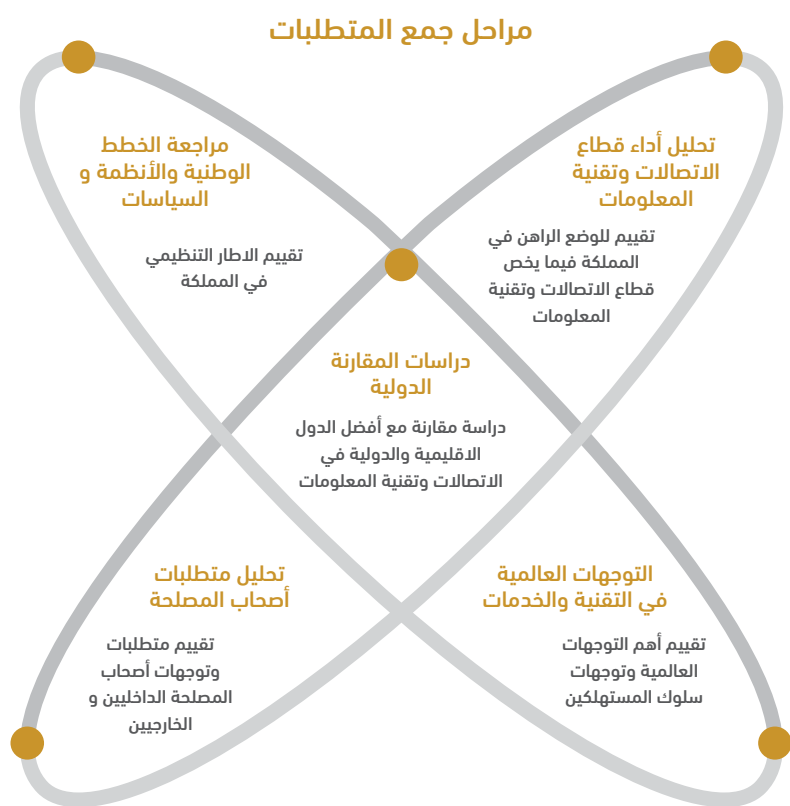 مراحل جمع المتطلبات
تحليل أداء قطاع
الاتصالات وتقنية
المعلومات
تقييم للوضع الراهن في
المملكة فيما يخص
قطاع الاتصالات وتقنية
المعلومات
مراجعة الخطط
الوطنية والأنظمة و
السياسات
تقييم الاطار التنظيمي
في المملكة
دراسات المقارنة
الدولية
دراسة مقارنة مع أفضل الدول
الاقليمية والدولية في
الاتصالات وتقنية المعلومات
التوجهات العالمية
في التقنية والخدمات
تقييم أهم التوجهات
العالمية وتوجهات
سلوك المستهلكين
تحليل متطلبات
أصحاب المصلحة
تقييم متطلبات
وتوجهات أصحاب
المصلحة الداخليين و
الخارجيين